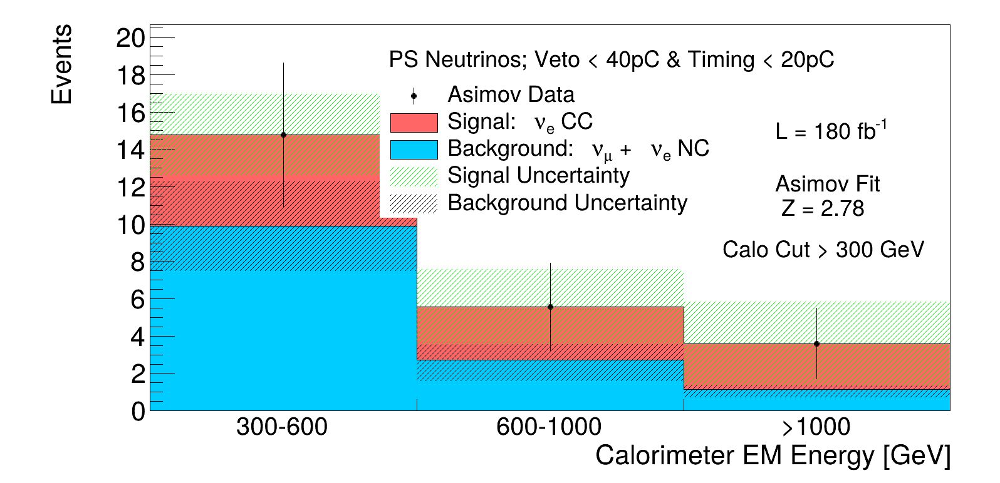 Events
20
18
16
14
12
10
8
6
4
2
0
PS Neutrinos; Veto < 40pC & Timing < 20pC
Asimov Data
Signal: νe CC
Background: νμ + νe NC
Signal Uncertainty
Background Uncertainty
L = 180 fb-1
Asimov Fit
Z = 2.78
Calo Cut > 300 GeV
300-600 600-1000 >1000
Calorimeter EM Energy [GeV]